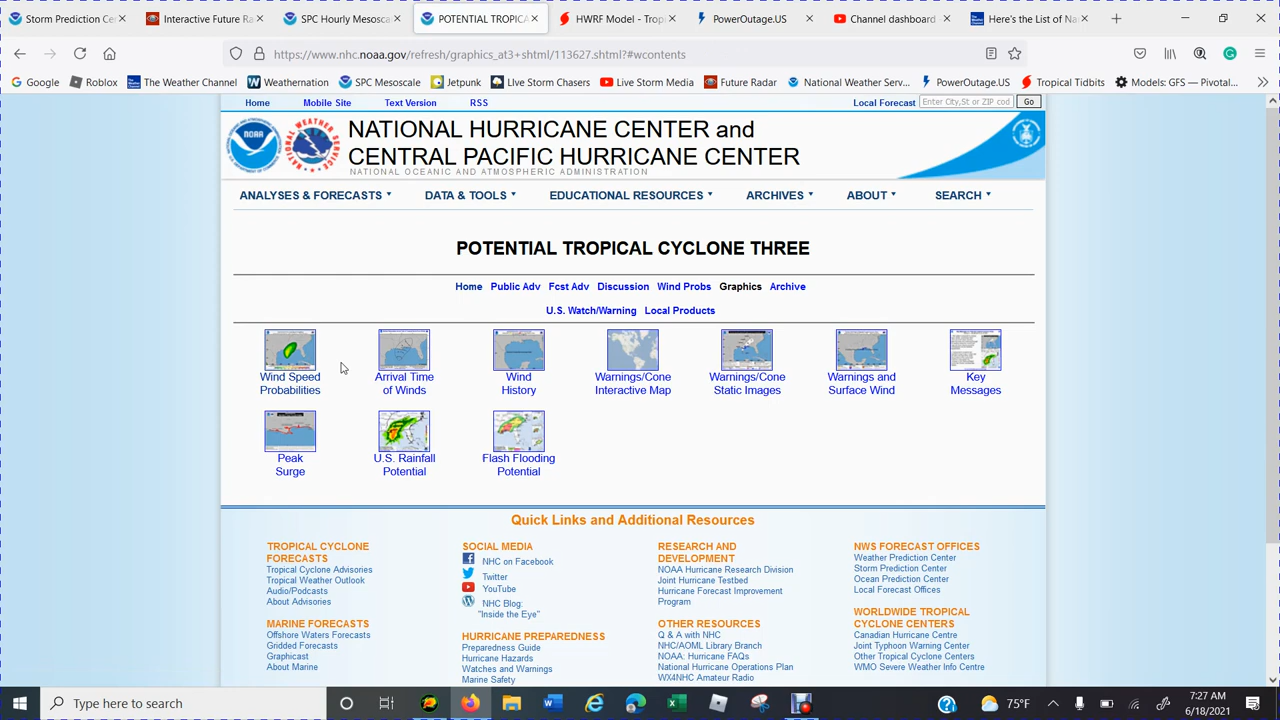 Storm Prediction Ce
Interactive Future Ra
SPC Hourly Mesosca
POTENTIAL TROPICA
HWRF Model - Trop
PowerOutage.US
Channel dashboard
Here's the List of Na
https://www.nhc.noaa.gov/refresh/graphics_at3+shtml/113627.shtml?#wcontents
Google
Roblox
The Weather Channel
Weathernation
SPC Mesoscale
Jetpunk
LIve Storm Chasers
Live Storm Media
Future Radar
National Weather Serv...
PowerOutage.US
Tropical Tidbits
Models: GFS — Pivotal...
Home
Mobile Site
Text Version
RSS
Local Forecast
Enter City,St or ZIP cod
Go
NATIONAL HURRICANE CENTER and
CENTRAL PACIFIC HURRICANE CENTER
NATIONAL OCEANIC AND ATMOSPHERIC ADMINISTRATION
NOAA
ANALYSES & FORECASTS
DATA & TOOLS
EDUCATIONAL RESOURCES
ARCHIVES
ABOUT
SEARCH
POTENTIAL TROPICAL CYCLONE THREE
Home Public Adv Fcst Adv Discussion Wind Probs Graphics Archive
U.S. Watch/Warning Local Products
Wind Speed
Probabilities
Arrival Time
of Winds
Wind
History
Warnings/Cone
Interactive Map
Warnings/Cone
Static Images
Warnings and
Surface Wind
Key
Messages
Peak
Surge
U.S. Rainfall
Potential
Flash Flooding
Potential
Quick Links and Additional Resources
TROPICAL CYCLONE
FORECASTS
Tropical Cyclone Advisories
Tropical Weather Outlook
Audio/Podcasts
About Advisories
MARINE FORECASTS
Offshore Waters Forecasts
Gridded Forecasts
Graphicast
About Marine
SOCIAL MEDIA
NHC on Facebook
Twitter
YouTube
NHC Blog:
"Inside the Eye"
HURRICANE PREPAREDNESS
Preparedness Guide
Hurricane Hazards
Watches and Warnings
Marine Safety
RESEARCH AND
DEVELOPMENT
NOAA Hurricane Research Division
Joint Hurricane Testbed
Hurricane Forecast Improvement
Program
OTHER RESOURCES
Q & A with NHC
NHC/AOML Library Branch
NOAA: Hurricane FAQs
National Hurricane Operations Plan
WX4NHC Amateur Radio
NWS FORECAST OFFICES
Weather Prediction Center
Storm Prediction Center
Ocean Prediction Center
Local Forecast Offices
WORLDWIDE TROPICAL
CYCLONE CENTERS
Canadian Hurricane Centre
Joint Typhoon Warning Center
Other Tropical Cyclone Centers
WMO Severe Weather Info Centre
Type here to search
75°F
7:27 AM
6/18/2021